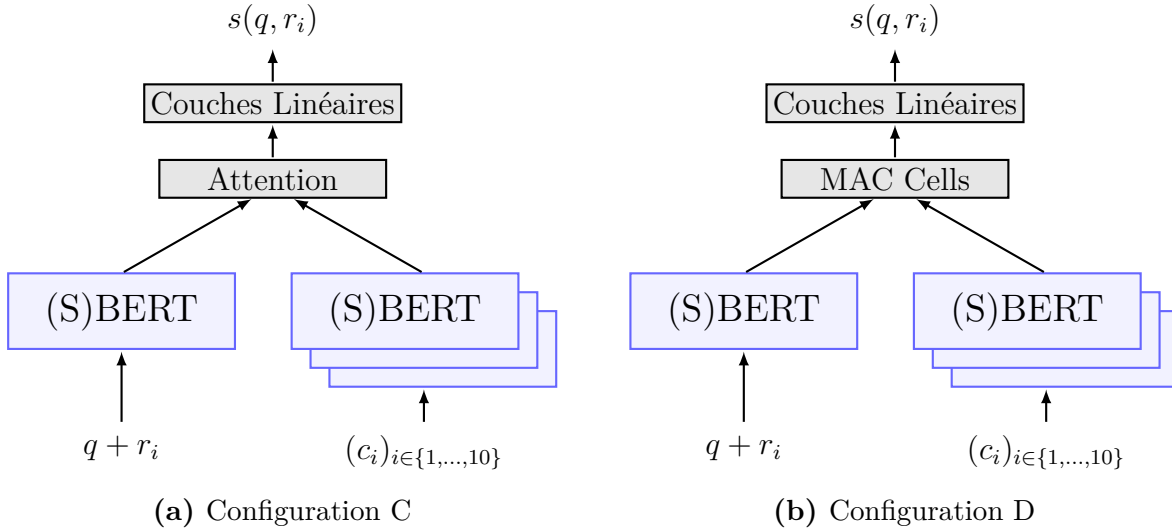 s(q, r_i)
Couches Linéaires
Attention
(S)BERT
(S)BERT
q + r_i
(c_i)_{i∈{1,...,10}}
(a) Configuration C
s(q, r_i)
Couches Linéaires
MAC Cells
(S)BERT
(S)BERT
q + r_i
(c_i)_{i∈{1,...,10}}
(b) Configuration D